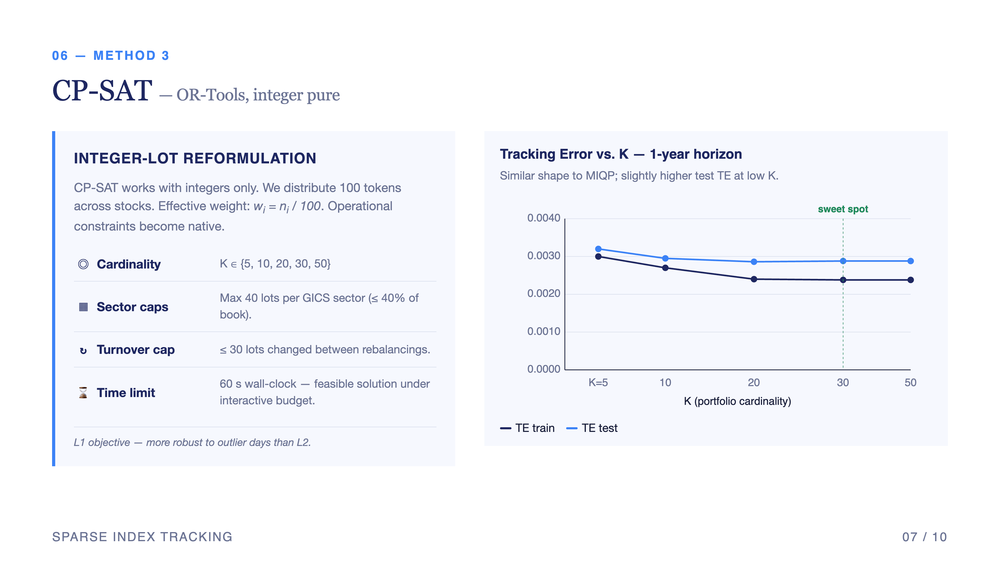 06 — METHOD 3
CP-SAT — OR-Tools, integer pure
INTEGER-LOT REFORMULATION
CP-SAT works with integers only. We distribute 100 tokens
across stocks. Effective weight: wᵢ = nᵢ / 100. Operational
constraints become native.
Cardinality K ∈ {5, 10, 20, 30, 50}
Sector caps Max 40 lots per GICS sector (≤ 40% of
book).
Turnover cap ≤ 30 lots changed between rebalancings.
Time limit 60 s wall-clock — feasible solution under
interactive budget.
L1 objective — more robust to outlier days than L2.
Tracking Error vs. K — 1-year horizon
Similar shape to MIQP; slightly higher test TE at low K.
sweet spot
0.0040
0.0030
0.0020
0.0010
0.0000
K=5 10 20 30 50
K (portfolio cardinality)
TE train TE test
SPARSE INDEX TRACKING
07 / 10